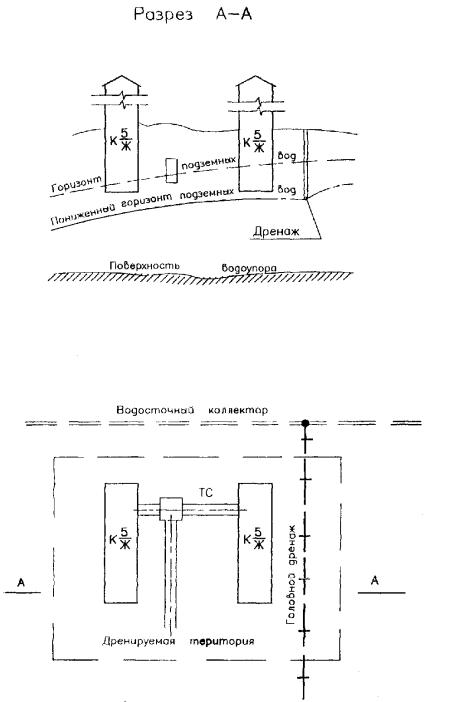 Разрез А-А
К 5/Ж
К 5/Ж
Горизонт подземных вод
Пониженный горизонт подземных вод
Дренаж
Поверхность водоупора
Водосточный коллектор
ТС
К 5/Ж
К 5/Ж
Головной дренаж
А
А
Дренируемая територия